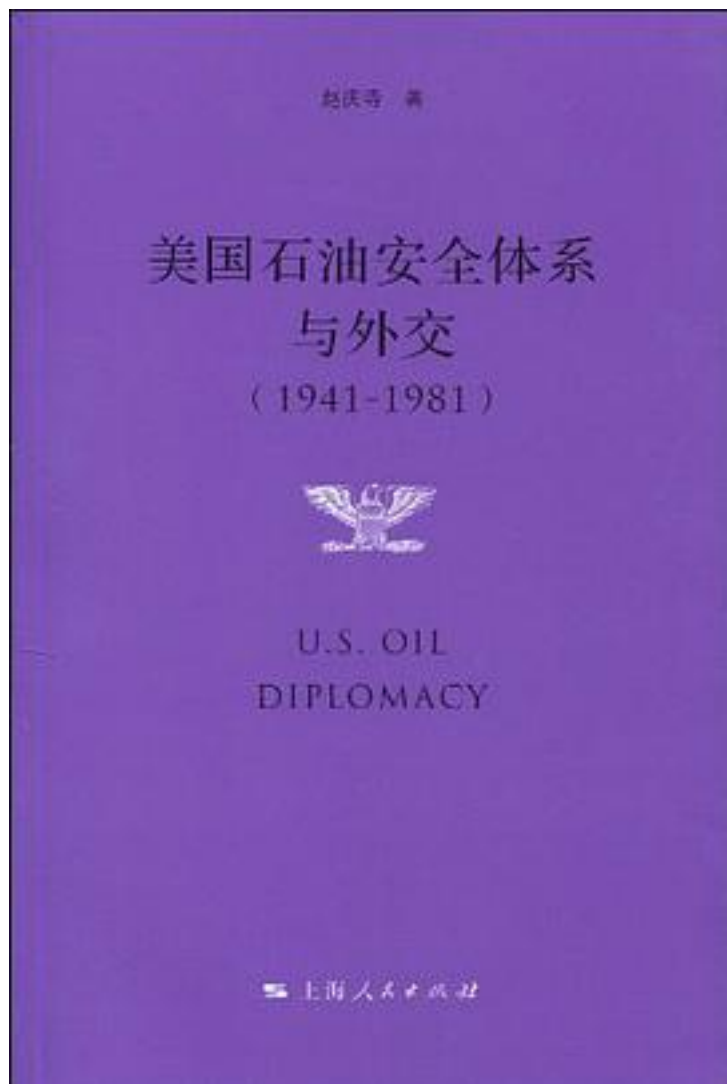 赵庆寺 著
美国石油安全体系
与外交
(1941-1981)
U.S. OIL
DIPLOMACY
上海人民出版社